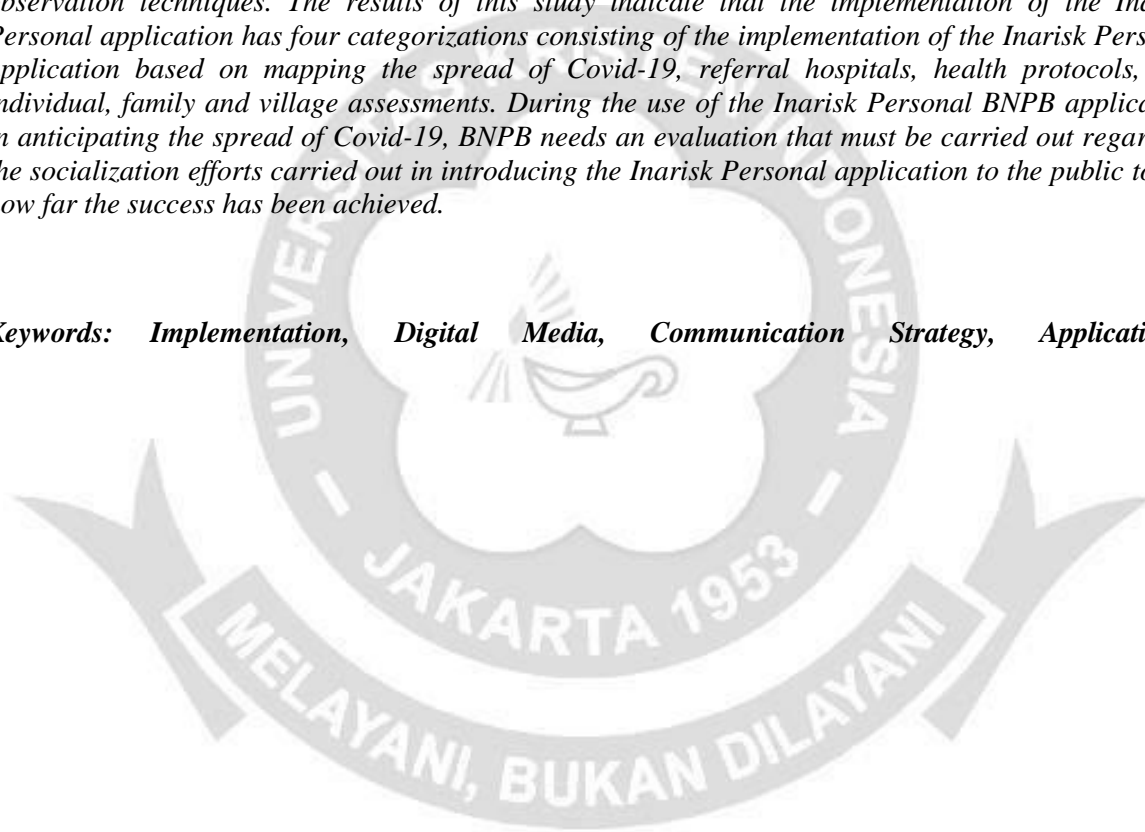 observation techniques. The results of this study indicate that the implementation of the Ina
Personal application has four categorizations consisting of the implementation of the Inarisk Pers
application based on mapping the spread of Covid-19, referral hospitals, health protocols,
ndividual, family and village assessments. During the use of the Inarisk Personal BNPB applica
n anticipating the spread of Covid-19, BNPB needs an evaluation that must be carried out regar
he socialization efforts carried out in introducing the Inarisk Personal application to the public to
how far the success has been achieved.
Keywords: Implementation, Digital Media, Communication Strategy, Applicati
UNIVERSITAS KRISTEN INDONESIA
JAKARTA 1953
MELAYANI, BUKAN DILAYANI